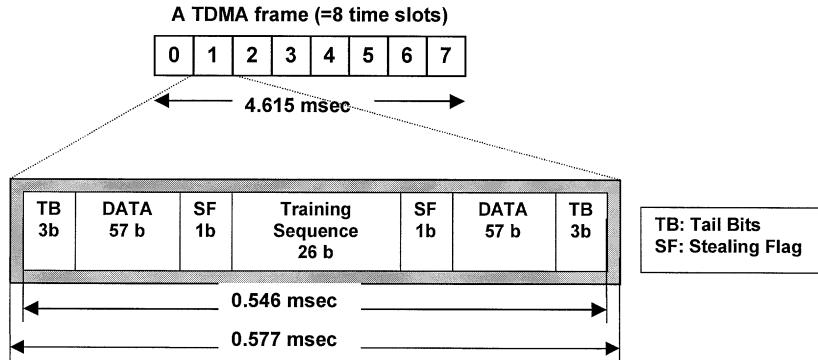 A TDMA frame (=8 time slots)
0 1 2 3 4 5 6 7
4.615 msec
TB DATA SF Training SF DATA TB
3b 57 b 1b Sequence 1b 57 b 3b
26 b
TB: Tail Bits
SF: Stealing Flag
0.546 msec
0.577 msec